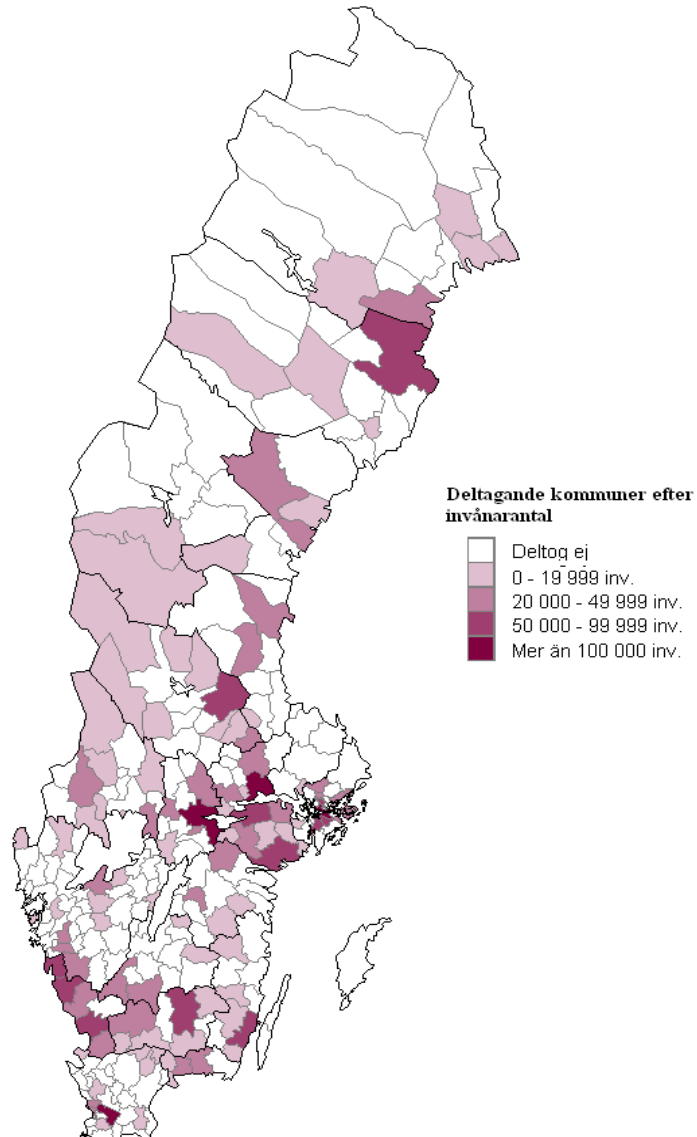 Deltagande kommuner efter
invånarantal
Deltog ej
0 - 19 999 inv.
20 000 - 49 999 inv.
50 000 - 99 999 inv.
Mer än 100 000 inv.